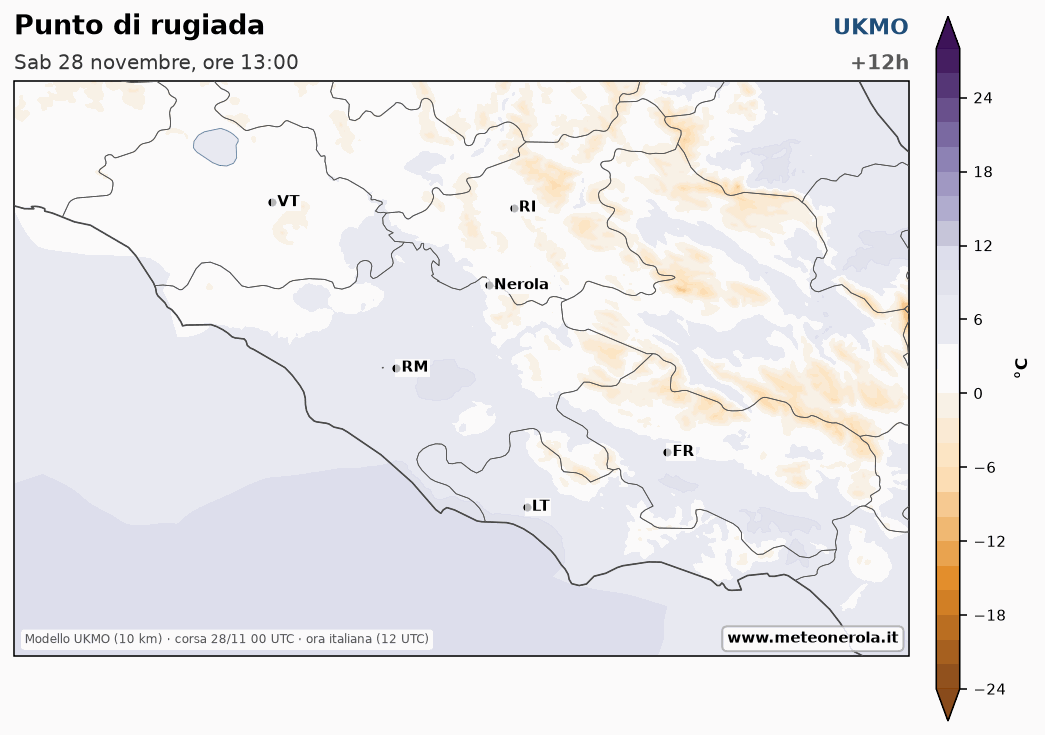 Punto di rugiada
UKMO
Sab 28 novembre, ore 13:00
+12h
VT
RI
Nerola
RM
FR
LT
Modello UKMO (10 km) · corsa 28/11 00 UTC · ora italiana (12 UTC)
www.meteonerola.it
24
18
12
6
0
−6
−12
−18
−24
°C